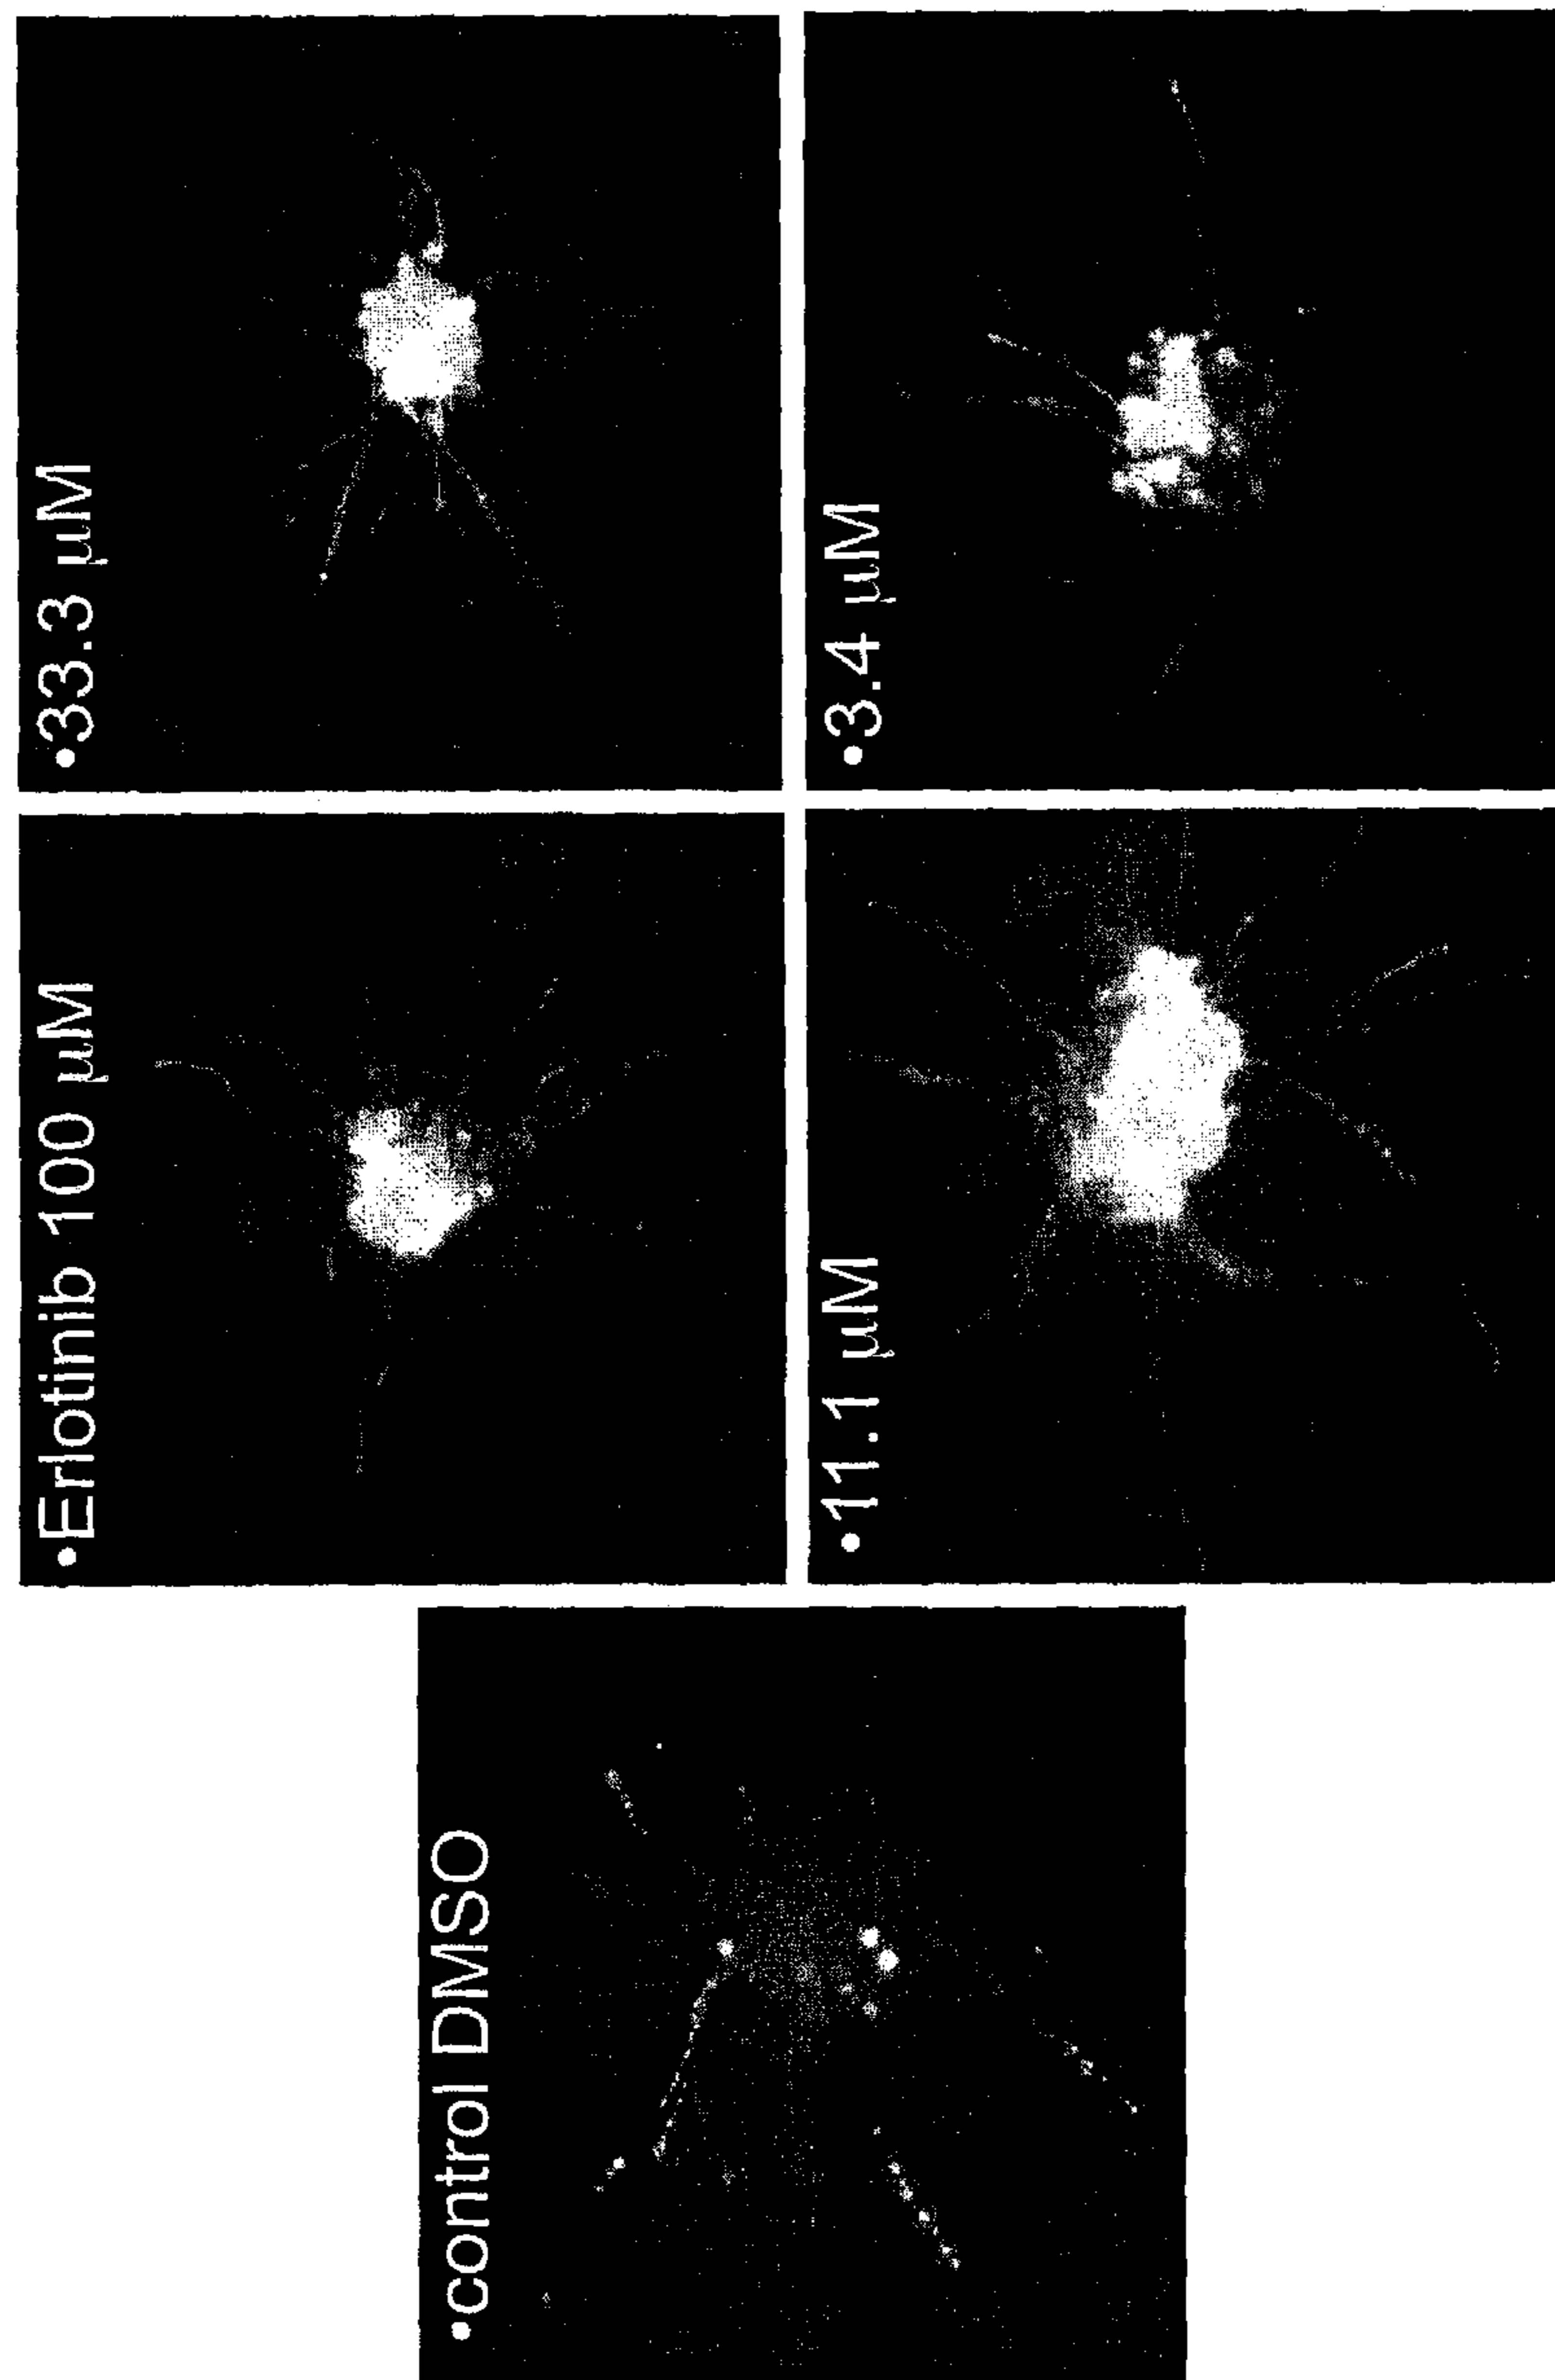 •control DMSO
•Erlotinib 100 µM
•33.3 µM
•11.1 µM
•3.4 µM